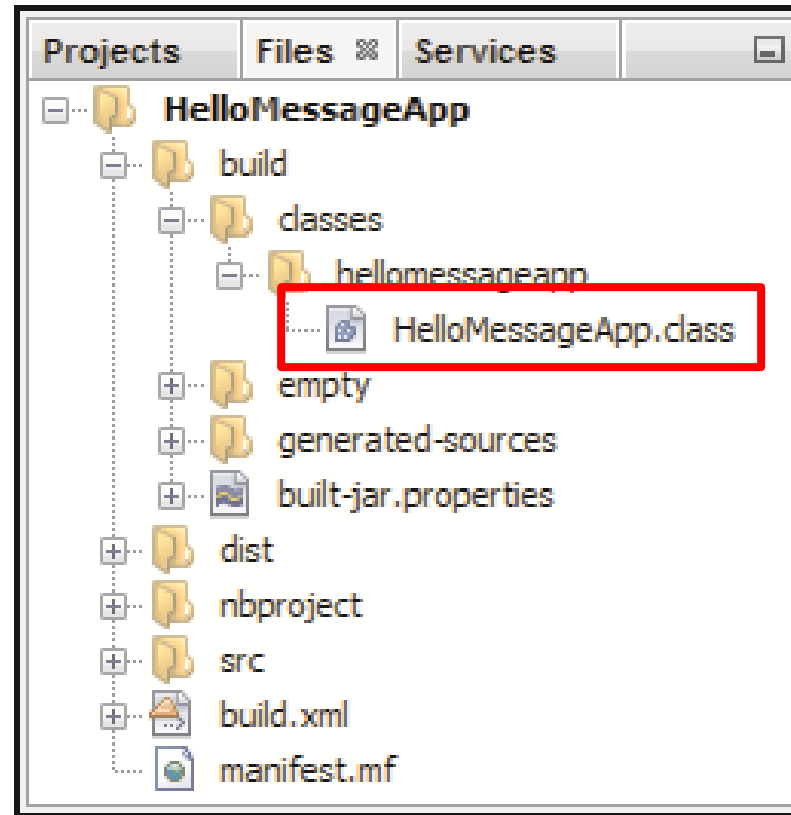 Projects Files Services
HelloMessageApp
build
classes
hellomessageapp
HelloMessageApp.class
empty
generated-sources
built-jar.properties
dist
nbproject
src
build.xml
manifest.mf